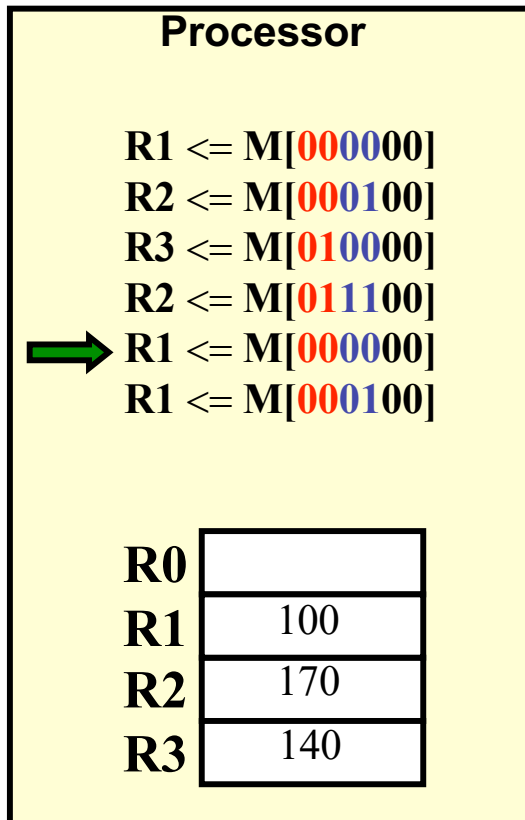 Processor
R1 <= M[000000]
R2 <= M[000100]
R3 <= M[010000]
R2 <= M[011100]
R1 <= M[000000]
R1 <= M[000100]
R0
R1 100
R2 170
R3 140